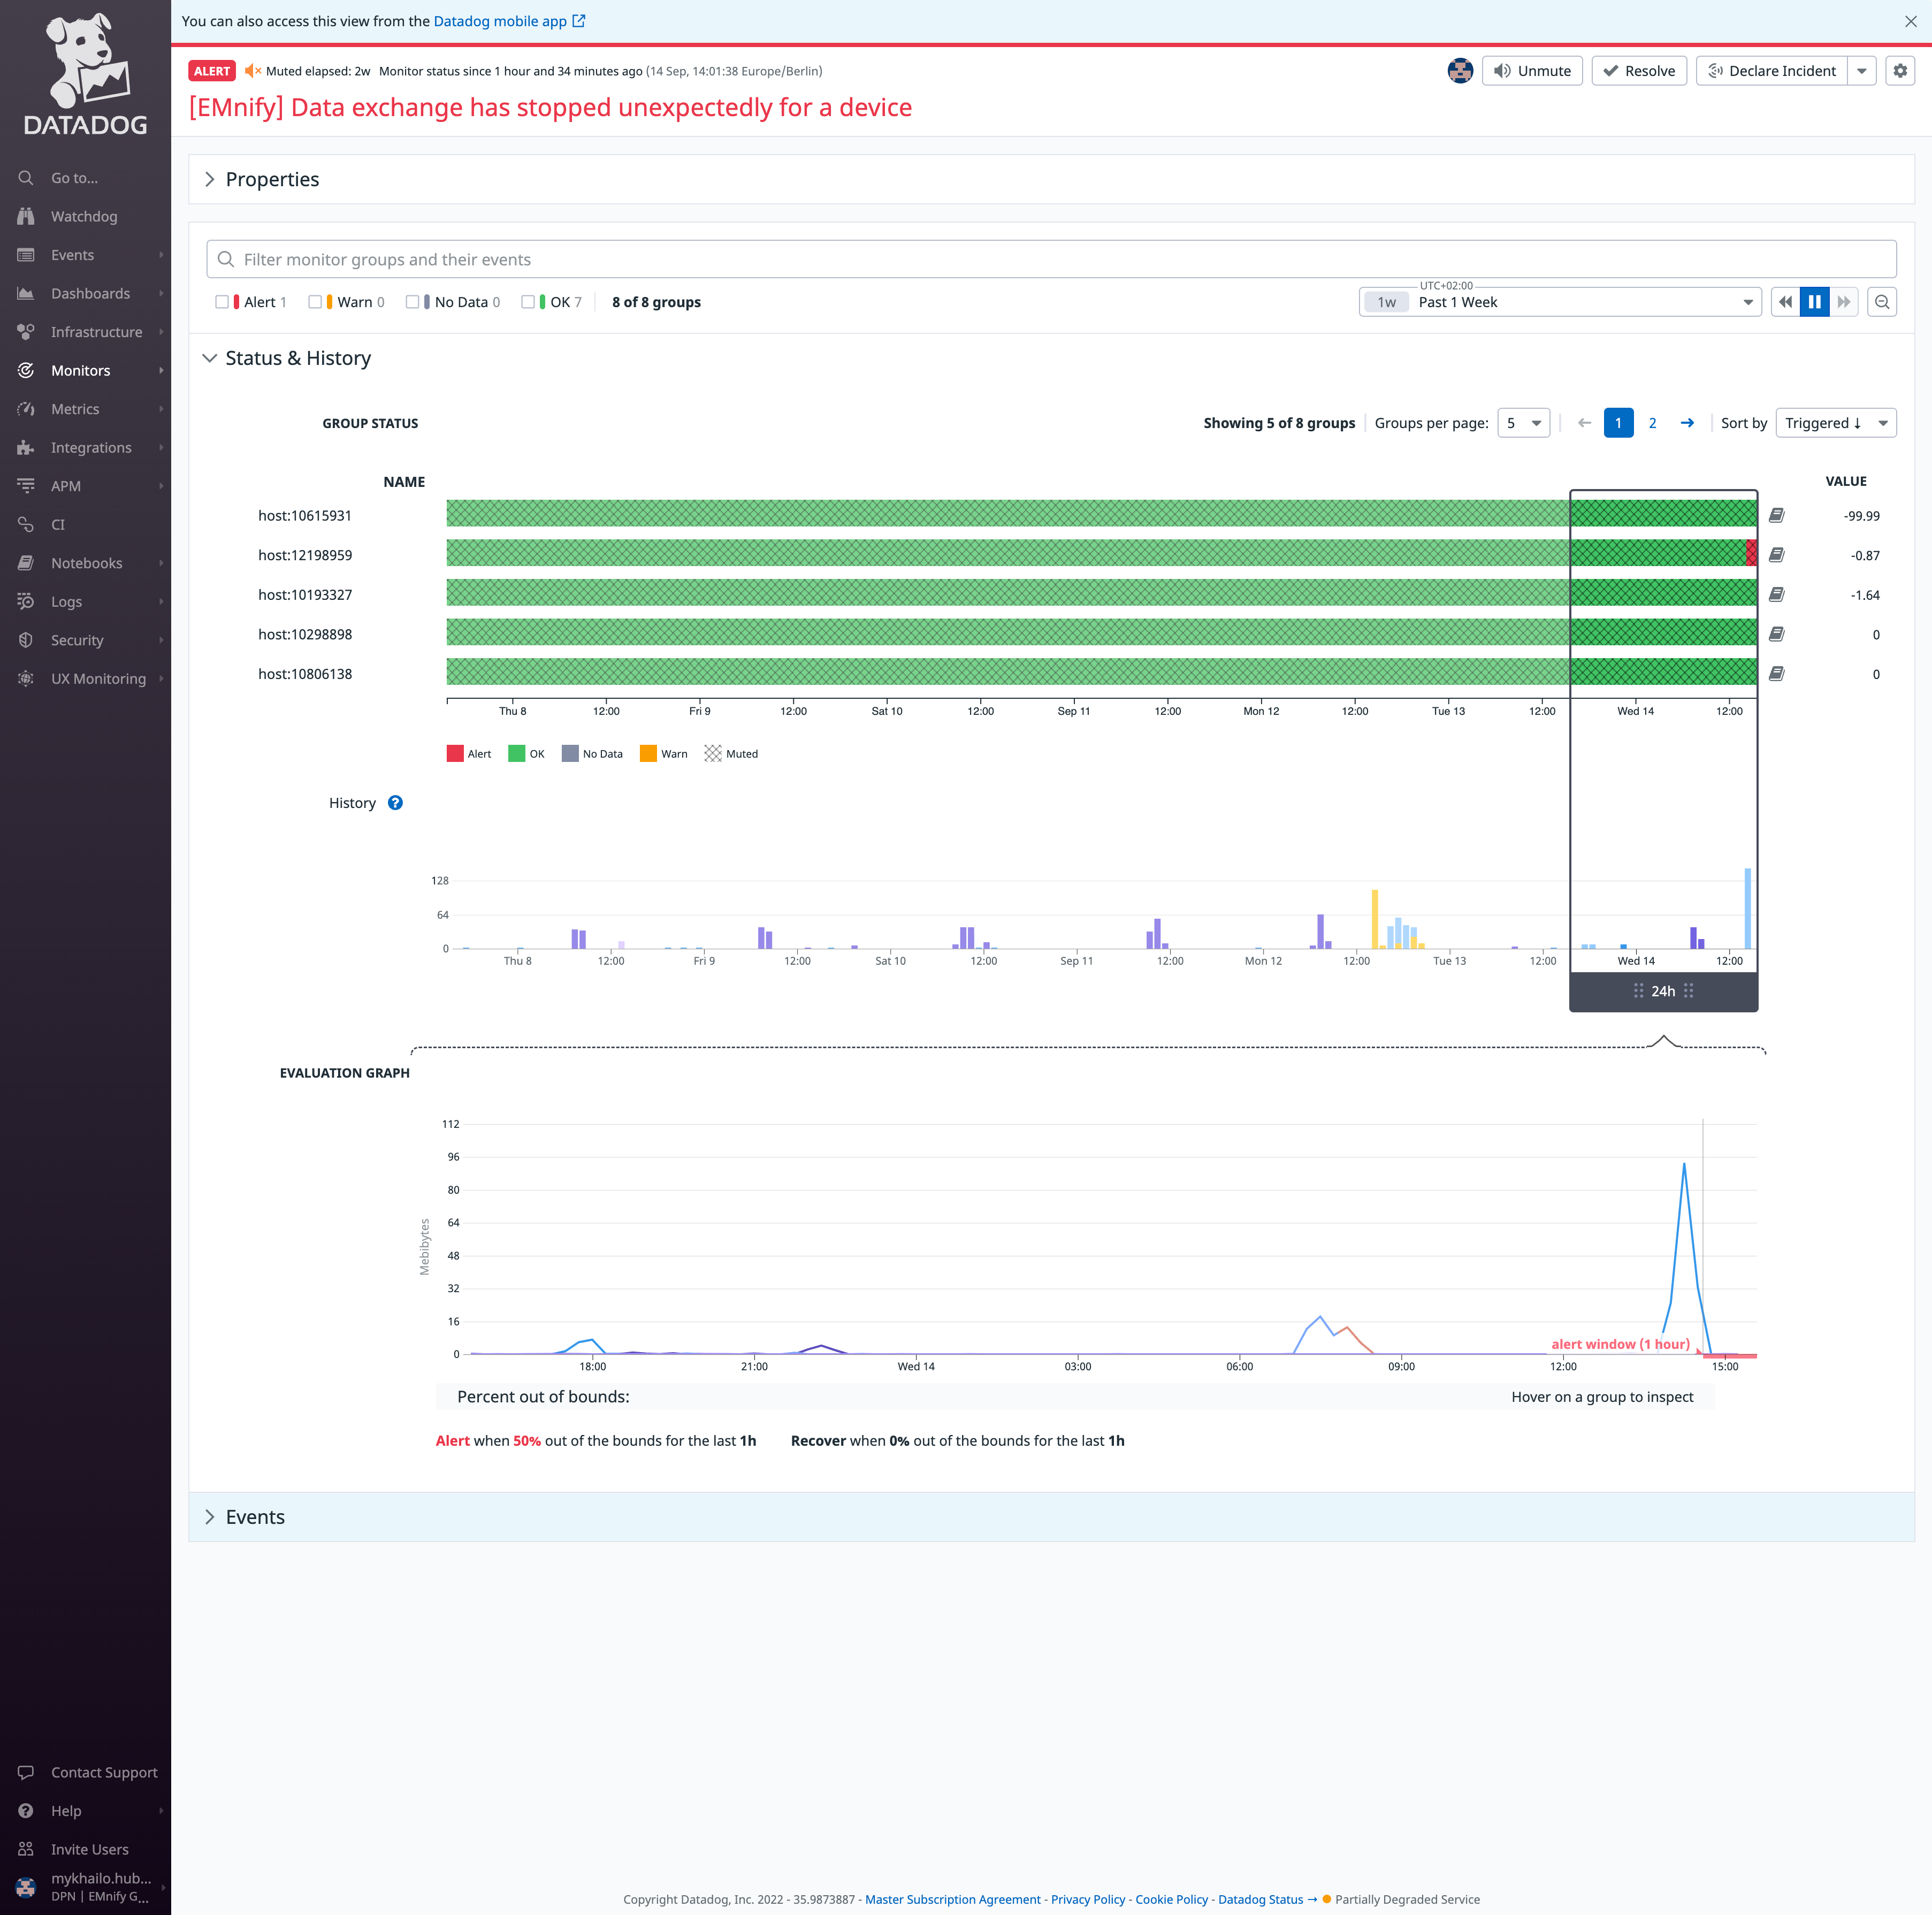 DATADOG
Go to...
Watchdog
Events
Dashboards
Infrastructure
Monitors
Metrics
Integrations
APM
CI
Notebooks
Logs
Security
UX Monitoring
Contact Support
Help
Invite Users
mykhailo.hub...
DPN | EMnify G...
You can also access this view from the Datadog mobile app
ALERT Muted elapsed: 2w Monitor status since 1 hour and 34 minutes ago (14 Sep, 14:01:38 Europe/Berlin)
Unmute Resolve Declare Incident
[EMnify] Data exchange has stopped unexpectedly for a device
Properties
Filter monitor groups and their events
Alert 1 Warn 0 No Data 0 OK 7 8 of 8 groups
UTC+02:00
1w Past 1 Week
Status & History
GROUP STATUS Showing 5 of 8 groups Groups per page: 5 1 2 Sort by Triggered ↓
NAME VALUE
host:10615931 -99.99
host:12198959 -0.87
host:10193327 -1.64
host:10298898 0
host:10806138 0
Thu 8 12:00 Fri 9 12:00 Sat 10 12:00 Sep 11 12:00 Mon 12 12:00 Tue 13 12:00 Wed 14 12:00
Alert OK No Data Warn Muted
History ?
128
64
0
Thu 8 12:00 Fri 9 12:00 Sat 10 12:00 Sep 11 12:00 Mon 12 12:00 Tue 13 12:00 Wed 14 12:00
24h
EVALUATION GRAPH
Mebibytes
112
96
80
64
48
32
16
0
alert window (1 hour)
18:00 21:00 Wed 14 03:00 06:00 09:00 12:00 15:00
Percent out of bounds: Hover on a group to inspect
Alert when 50% out of the bounds for the last 1h Recover when 0% out of the bounds for the last 1h
Events
Copyright Datadog, Inc. 2022 - 35.9873887 - Master Subscription Agreement - Privacy Policy - Cookie Policy - Datadog Status → Partially Degraded Service